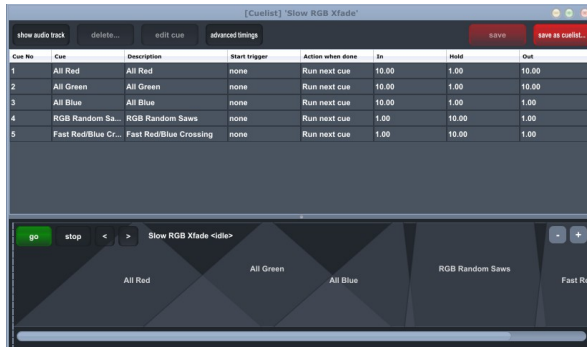 [Cuelist] 'Slow RGB Xfade'
show audio track delete... edit cue advanced timings save save as cuelist...
Cue No Cue Description Start trigger Action when done In Hold Out
1 All Red All Red none Run next cue 10.00 1.00 10.00
2 All Green All Green none Run next cue 10.00 1.00 10.00
3 All Blue All Blue none Run next cue 10.00 1.00 1.00
4 RGB Random Sa... RGB Random Saws none Run next cue 1.00 10.00 1.00
5 Fast Red/Blue Cr... Fast Red/Blue Crossing none Run next cue 1.00 10.00 1.00
go stop < > Slow RGB Xfade <idle> - +
All Red All Green All Blue RGB Random Saws Fast Re